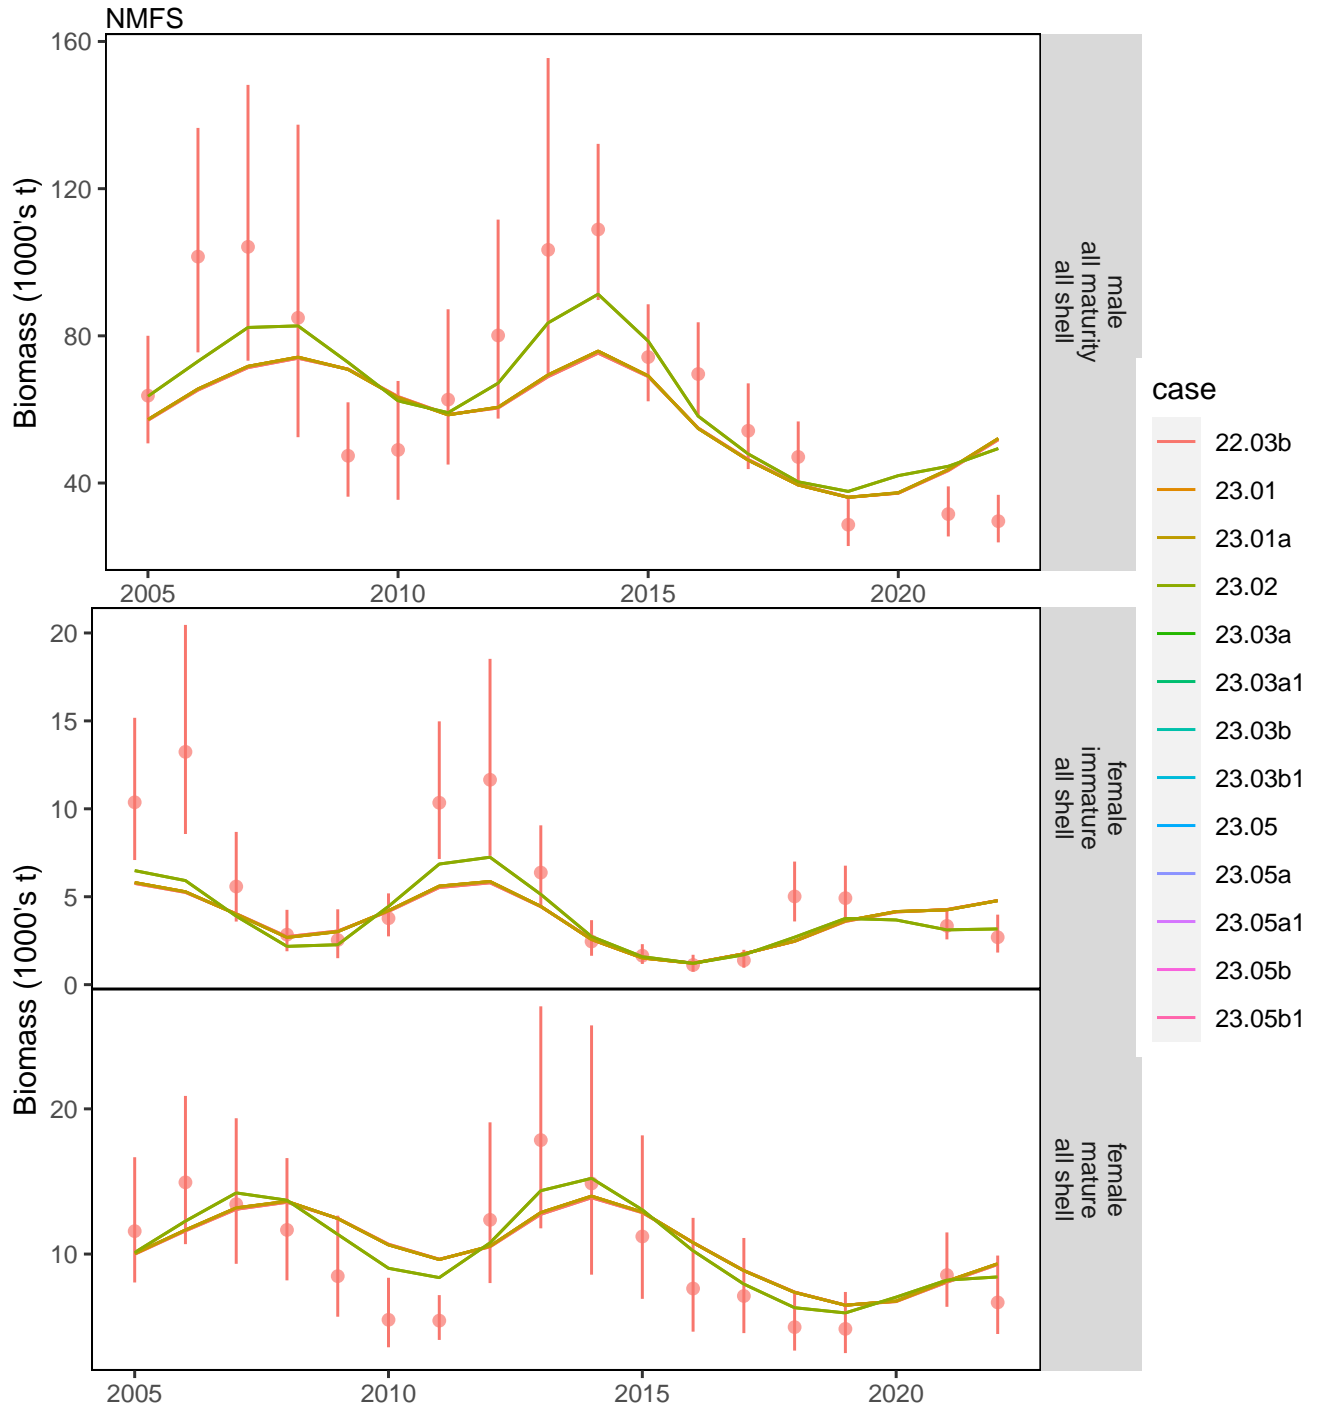 NMFS
160
120
80
40
Biomass (1000's t)
male
all maturity
all shell
2005
2010
2015
2020
20
15
10
5
0
Biomass (1000's t)
female
immature
all shell
20
10
female
mature
all shell
2005
2010
2015
2020
case
22.03b
23.01
23.01a
23.02
23.03a
23.03a1
23.03b
23.03b1
23.05
23.05a
23.05a1
23.05b
23.05b1